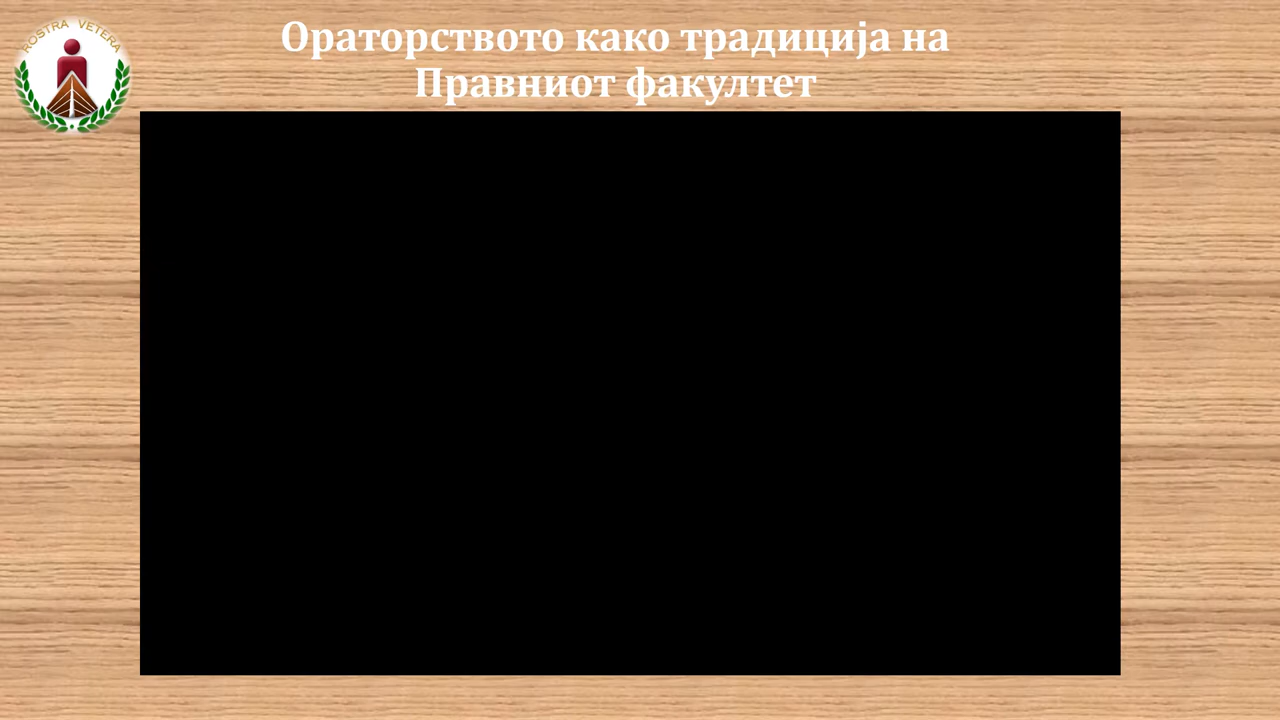 ROSTRA VETERA
Ораторството како традиција на
Правниот факултет